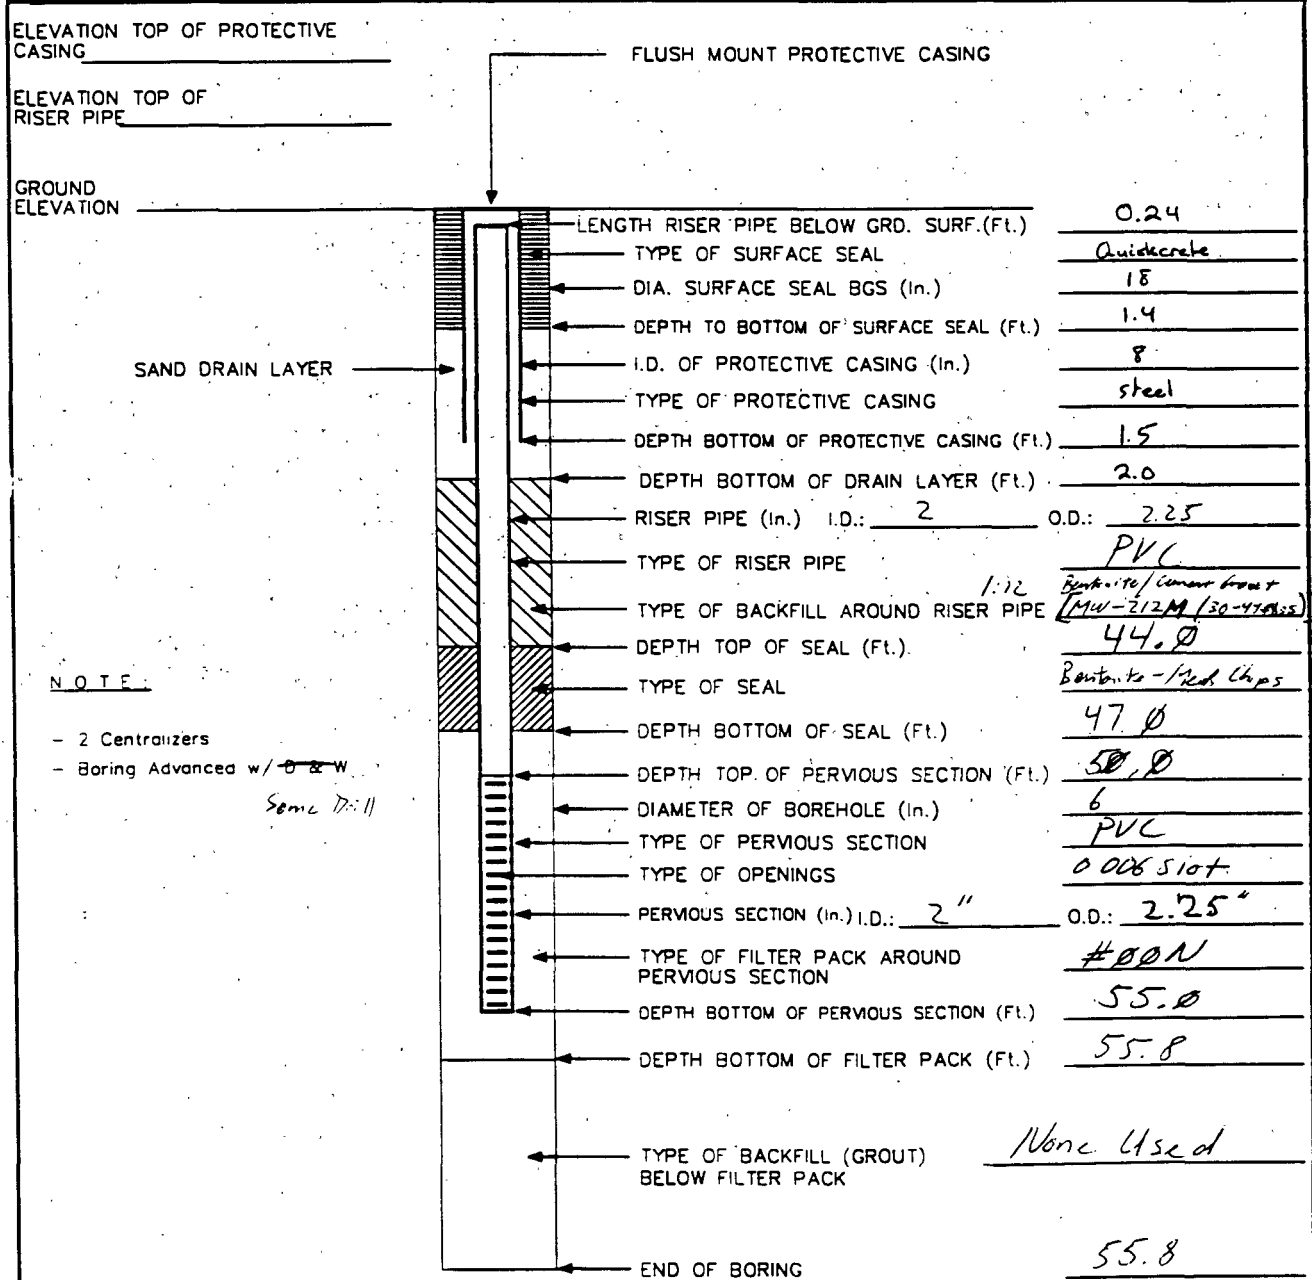 ELEVATION TOP OF PROTECTIVE
CASING
FLUSH MOUNT PROTECTIVE CASING
ELEVATION TOP OF
RISER PIPE
GROUND
ELEVATION
LENGTH RISER PIPE BELOW GRD. SURF.(Ft.) 0.24
TYPE OF SURFACE SEAL Quickcrete
DIA. SURFACE SEAL BGS (In.) 18
DEPTH TO BOTTOM OF SURFACE SEAL (Ft.) 1.4
SAND DRAIN LAYER
I.D. OF PROTECTIVE CASING (In.) 8
TYPE OF PROTECTIVE CASING steel
DEPTH BOTTOM OF PROTECTIVE CASING (Ft.) 1.5
DEPTH BOTTOM OF DRAIN LAYER (Ft.) 2.0
RISER PIPE (In.) I.D.: 2 O.D.: 2.25
TYPE OF RISER PIPE PVC
1:12 Bentonite/Cement Grout
TYPE OF BACKFILL AROUND RISER PIPE [MW-212M (30-47
DEPTH TOP OF SEAL (Ft.) 44.Ø
TYPE OF SEAL Bentonite - Chips
DEPTH BOTTOM OF SEAL (Ft.) 47.Ø
NOTE:
- 2 Centralizers
- Boring Advanced w/ D & W
Sonic Drill
DEPTH TOP OF PERVIOUS SECTION (Ft.) 5Ø.Ø
DIAMETER OF BOREHOLE (In.) 6
TYPE OF PERVIOUS SECTION PVC
TYPE OF OPENINGS 0.006 slot
PERVIOUS SECTION (In.) I.D.: 2" O.D.: 2.25"
TYPE OF FILTER PACK AROUND #ØØN
PERVIOUS SECTION
DEPTH BOTTOM OF PERVIOUS SECTION (Ft.) 55.Ø
DEPTH BOTTOM OF FILTER PACK (Ft.) 55.8
TYPE OF BACKFILL (GROUT) None Used
BELOW FILTER PACK
END OF BORING 55.8